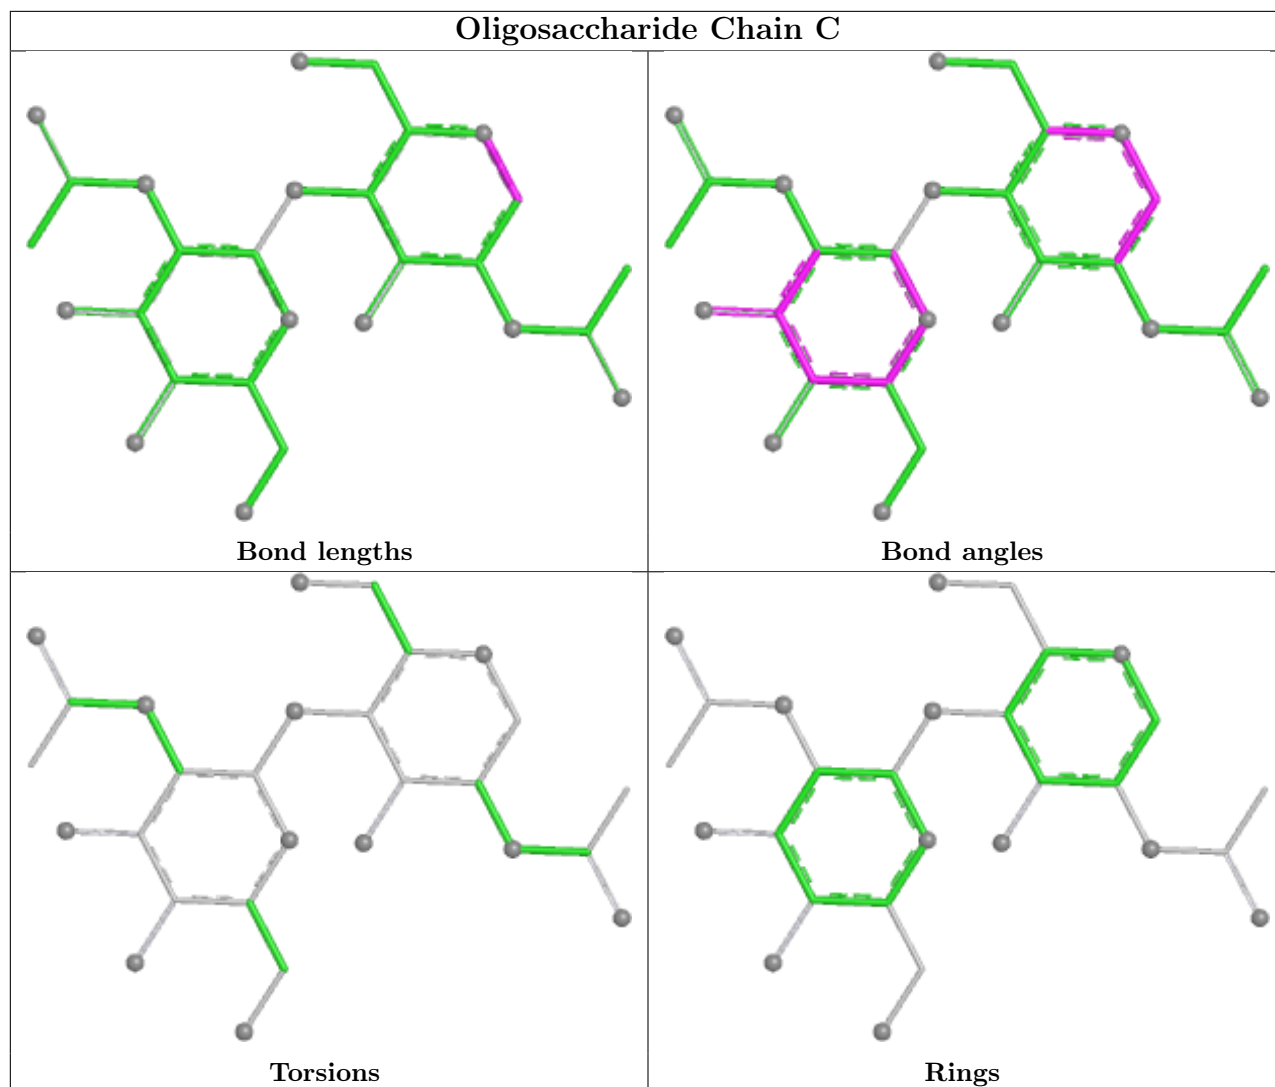 Oligosaccharide Chain C
Bond lengths
Bond angles
Torsions
Rings